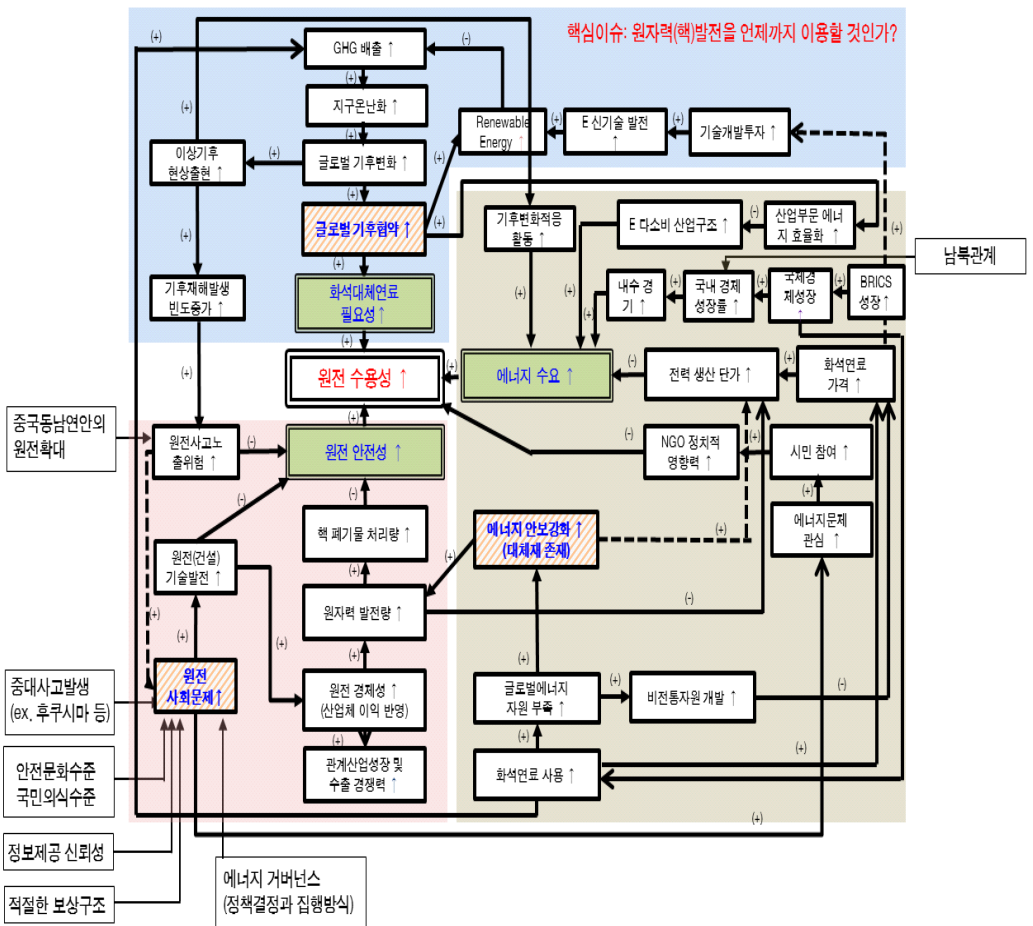 핵심이슈: 원자력(핵)발전을 언제까지 이용할 것인가?
GHG 배출 ↑
(-)
(+)
(+)
지구온난화 ↑
(+)
(+)
Renewable
Energy ↑
(+)
E 신기술 발전
↑
(+)
기술개발투자 ↑
이상기후
현상출현 ↑
(+)
글로벌 기후변화 ↑
(+)
(+)
글로벌 기후협약 ↑
(+)
(+)
기후변화적응
활동 ↑
E 다소비 산업구조 ↑
(-)
산업부문 에너
지 효율화 ↑
(+)
남북관계
(+)
기후재해발생
빈도증가 ↑
화석대체연료
필요성 ↑
내수 경
기 ↑
(+)
국내 경제
성장률 ↑
(+)
국제경
제성장
↑
(+)
BRICS
성장 ↑
(+)
(+)
(+)
(+)
(+)
원전 수용성 ↑
(+)
에너지 수요 ↑
(-)
전력 생산 단가 ↑
(+)
화석연료
가격 ↑
중국동남연안의
원전확대
원전사고노
출위험 ↑
(-)
(+)
원전 안전성 ↑
(-)
NGO 정치적
영향력 ↑
(+)
시민 참여 ↑
(-)
(-)
(+)
핵 폐기물 처리량 ↑
에너지 안보강화 ↑
(대체재 존재)
(+)
에너지문제
관심 ↑
원전(건설)
기술발전 ↑
(+)
(+)
원자력 발전량 ↑
(-)
(+)
(+)
(+)
(+)
(+)
원전
사회문제↑
원전 경제성 ↑
(산업체 이익 반영)
글로벌에너지
자원 부족 ↑
(+)
비전통자원 개발 ↑
(-)
중대사고발생
(ex. 후쿠시마 등)
(+)
(+)
(+)
관계산업성장 및
수출 경쟁력 ↑
화석연료 사용 ↑
안전문화수준
국민의식수준
(+)
정보제공 신뢰성
적절한 보상구조
에너지 거버넌스
(정책결정과 집행방식)